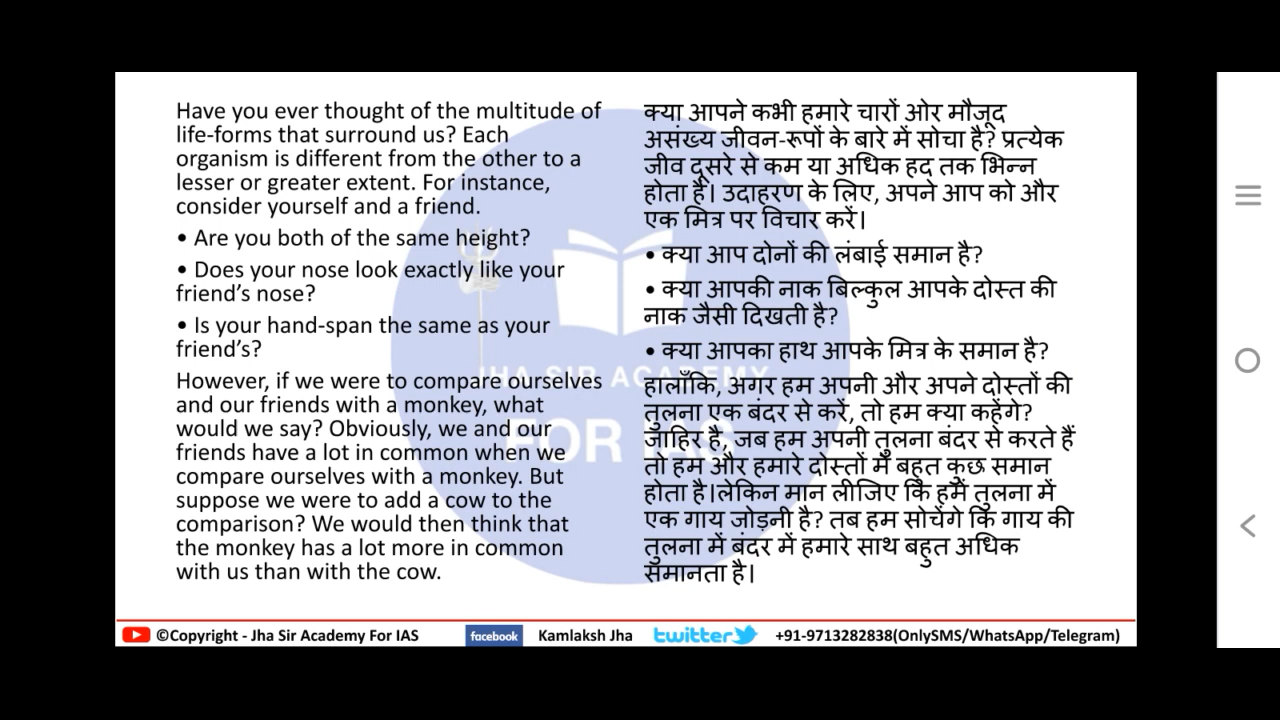 Have you ever thought of the multitude of
life-forms that surround us? Each
organism is different from the other to a
lesser or greater extent. For instance,
consider yourself and a friend.
• Are you both of the same height?
• Does your nose look exactly like your
friend’s nose?
• Is your hand-span the same as your
friend’s?
However, if we were to compare ourselves
and our friends with a monkey, what
would we say? Obviously, we and our
friends have a lot in common when we
compare ourselves with a monkey. But
suppose we were to add a cow to the
comparison? We would then think that
the monkey has a lot more in common
with us than with the cow.
क्या आपने कभी हमारे चारों ओर मौजूद
असंख्य जीवन-रूपों के बारे में सोचा है? प्रत्येक
जीव दूसरे से कम या अधिक हद तक भिन्न
होता है। उदाहरण के लिए, अपने आप को और
एक मित्र पर विचार करें।
• क्या आप दोनों की लंबाई समान है?
• क्या आपकी नाक बिल्कुल आपके दोस्त की
नाक जैसी दिखती है?
• क्या आपका हाथ आपके मित्र के समान है?
हालाँकि, अगर हम अपनी और अपने दोस्तों की
तुलना एक बंदर से करें, तो हम क्या कहेंगे?
जाहिर है, जब हम अपनी तुलना बंदर से करते हैं
तो हम और हमारे दोस्तों में बहुत कुछ समान
होता है।लेकिन मान लीजिए कि हमें तुलना में
एक गाय जोड़नी है? तब हम सोचेंगे कि गाय की
तुलना में बंदर में हमारे साथ बहुत अधिक
समानता है।
JHA SIR ACADEMY
FOR IAS
©Copyright - Jha Sir Academy For IAS
facebook
Kamlaksh Jha
twitter
+91-9713282838(OnlySMS/WhatsApp/Telegram)